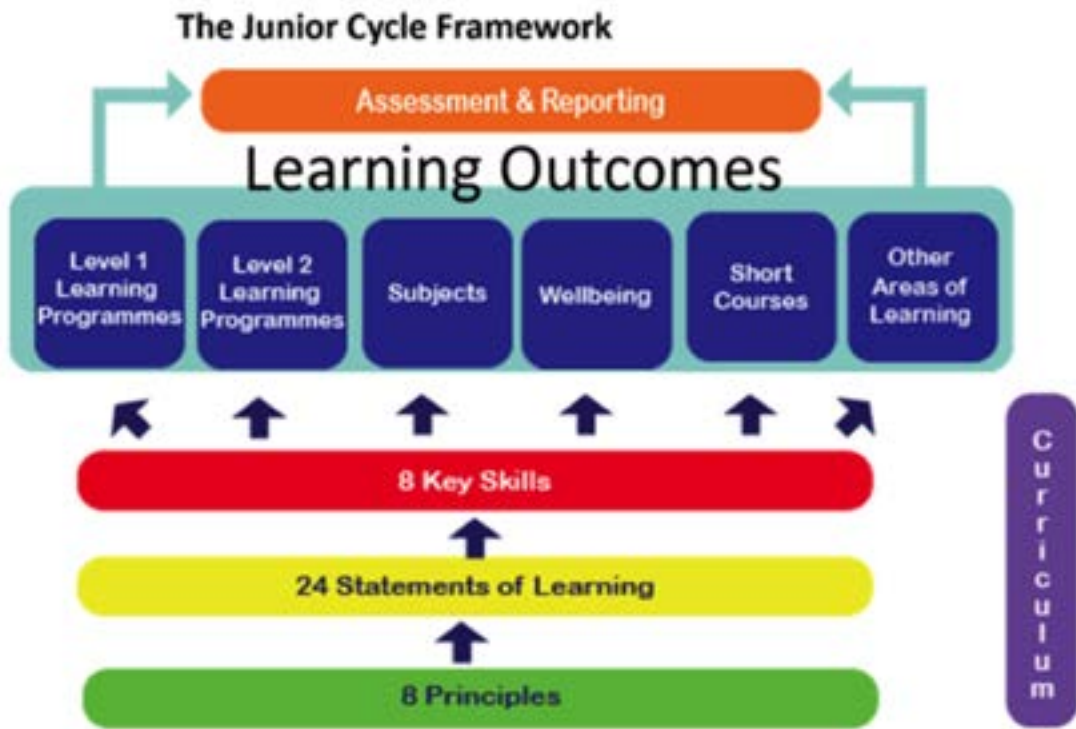 The Junior Cycle Framework
Assessment & Reporting
Learning Outcomes
Level 1
Learning
Programmes
Level 2
Learning
Programmes
Subjects
Wellbeing
Short
Courses
Other
Areas of
Learning
8 Key Skills
24 Statements of Learning
8 Principles
Curriculum